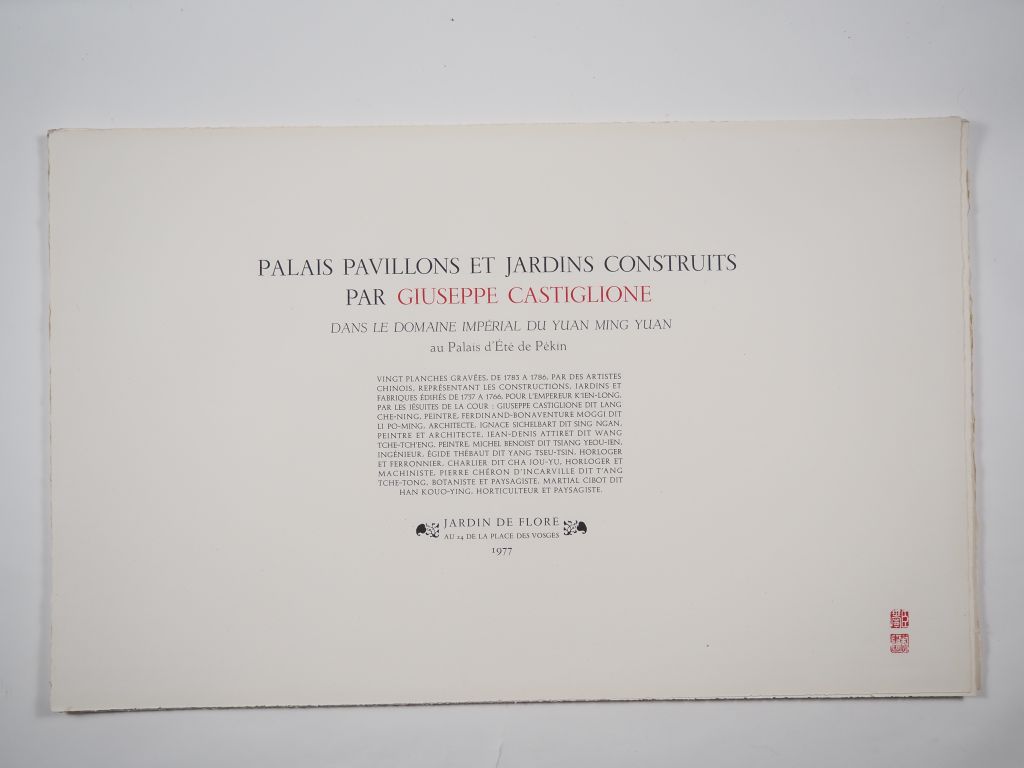 PALAIS PAVILLONS ET JARDINS CONSTRUITS
PAR GIUSEPPE CASTIGLIONE
DANS LE DOMAINE IMPÉRIAL DU YUAN MING YUAN
au Palais d'Été de Pékin
VINGT PLANCHES GRAVÉES, DE 1783 A 1786, PAR DES ARTISTES
CHINOIS, REPRÉSENTANT LES CONSTRUCTIONS, JARDINS ET
FABRIQUES ÉDIFIÉS DE 1737 A 1766, POUR L'EMPEREUR K'IEN-LONG,
PAR LES JÉSUITES DE LA COUR : GIUSEPPE CASTIGLIONE DIT LANG
CHE-NING, PEINTRE, FERDINAND-BONAVENTURE MOGGI DIT
LI PO-MING, ARCHITECTE, IGNACE SICHELBART DIT SING NGAN,
PEINTRE ET ARCHITECTE, JEAN-DENIS ATTIRET DIT WANG
TCHE-TCH'ENG, PEINTRE, MICHEL BENOIST DIT TSIANG YEOU-JEN,
INGÉNIEUR, ÉGIDE THÉBAUT DIT YANG TSEU-TSIN, HORLOGER
ET FERRONNIER, CHARLIER DIT CHA JOU-YU, HORLOGER ET
MACHINISTE, PIERRE CHÉRON D'INCARVILLE DIT T'ANG
TCHE-TONG, BOTANISTE ET PAYSAGISTE, MARTIAL CIBOT DIT
HAN KOUO-YING, HORTICULTEUR ET PAYSAGISTE.
JARDIN DE FLORE
AU 24 DE LA PLACE DES VOSGES
1977